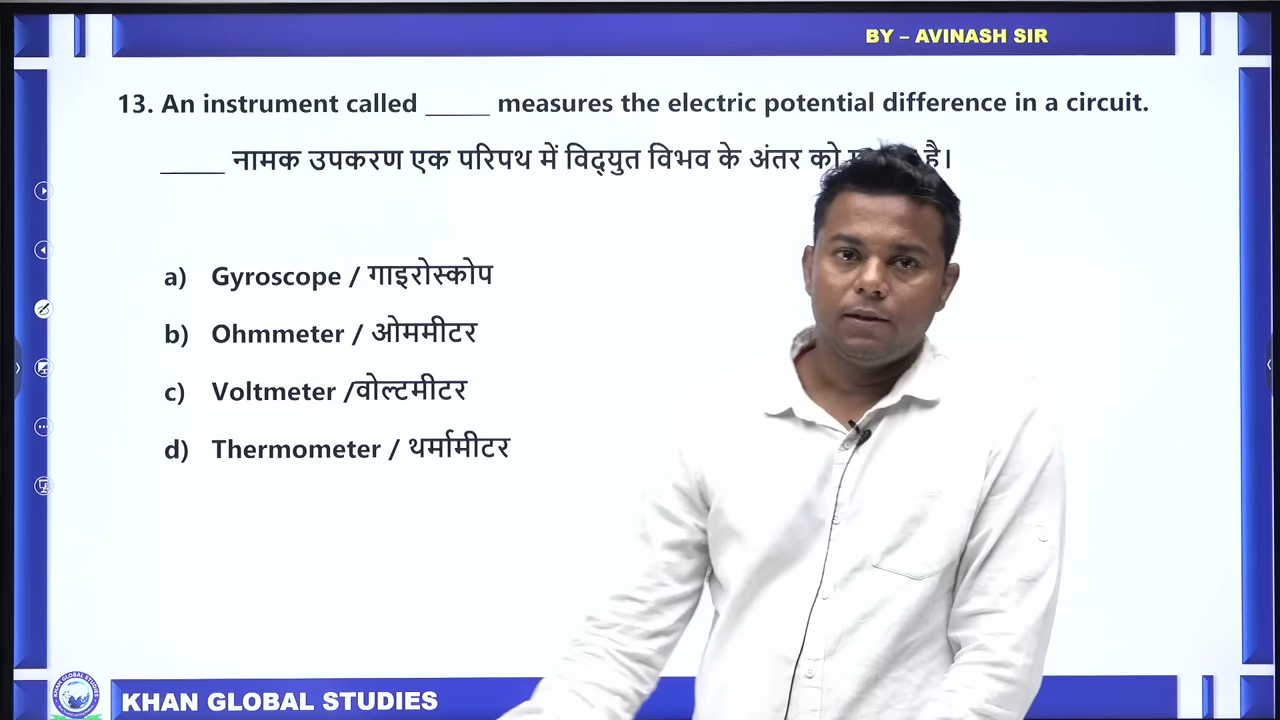 BY – AVINASH SIR
13. An instrument called _____ measures the electric potential difference in a circuit.
_____ नामक उपकरण एक परिपथ में विद्युत विभव के अंतर को है।
a) Gyroscope / गाइरोस्कोप
b) Ohmmeter / ओममीटर
c) Voltmeter /वोल्टमीटर
d) Thermometer / थर्मामीटर
KHAN GLOBAL STUDIES